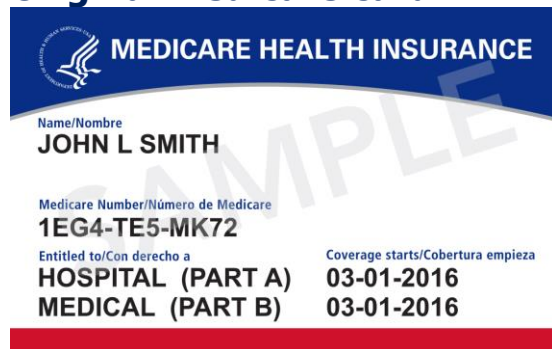 MEDICARE HEALTH INSURANCE
Name/Nombre
JOHN L SMITH
Medicare Number/Número de Medicare
1EG4-TE5-MK72
Entitled to/Con derecho a
Coverage starts/Cobertura empieza
HOSPITAL (PART A) 03-01-2016
MEDICAL (PART B) 03-01-2016
SAMPLE